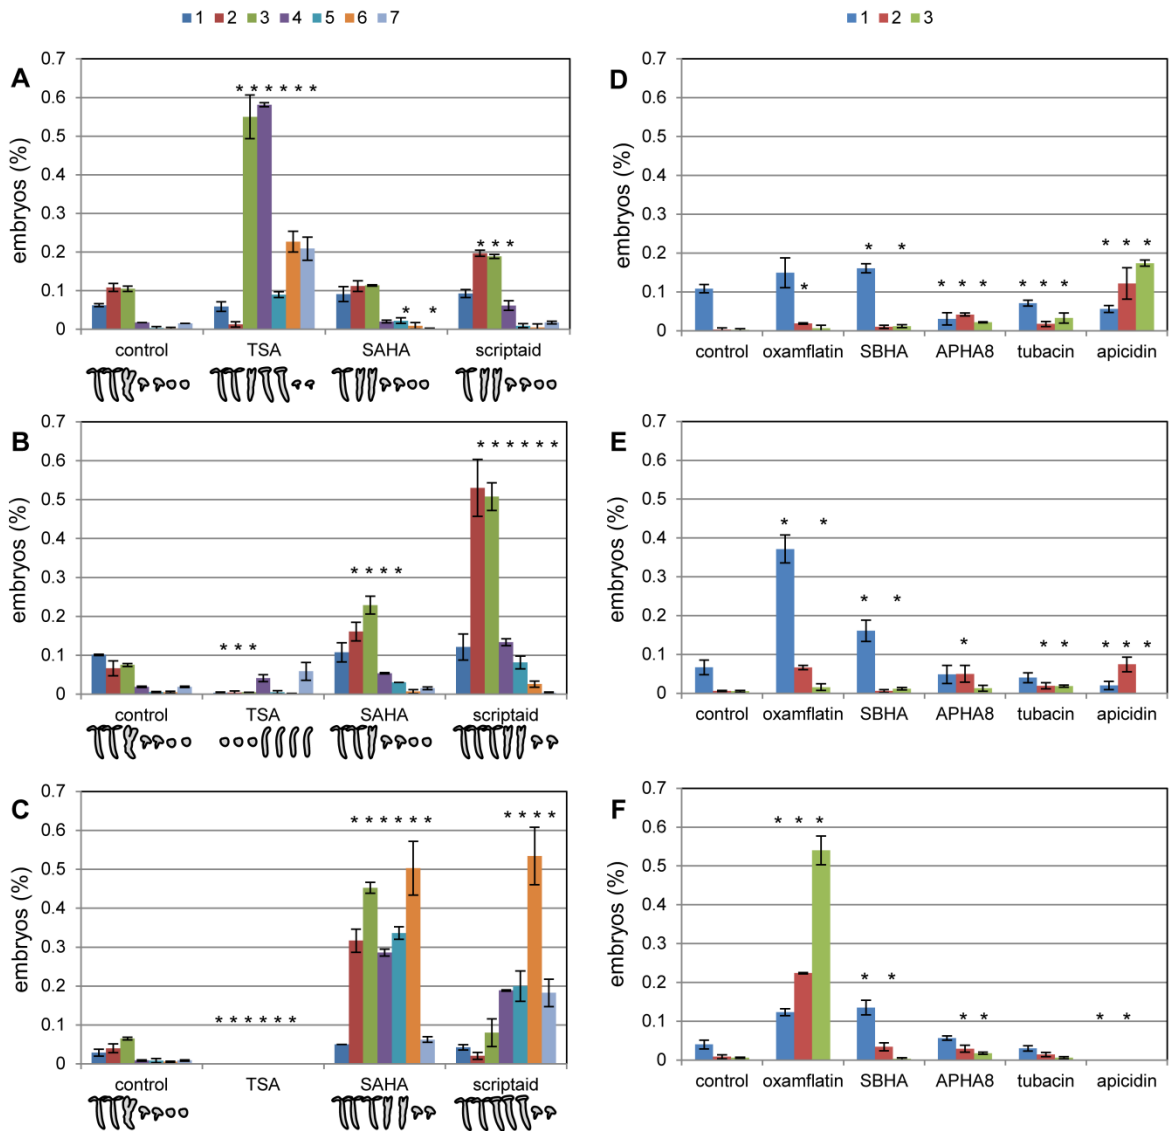 1 2 3 4 5 6 7
1 2 3
A
embryos (%)
0.7
0.6
0.5
0.4
0.3
0.2
0.1
0
* * * * * *
* *
* * *
control TSA SAHA scriptaid
D
embryos (%)
0.7
0.6
0.5
0.4
0.3
0.2
0.1
0
*
* *
* * *
* * *
* * *
control oxamflatin SBHA APHA8 tubacin apicidin
B
embryos (%)
0.7
0.6
0.5
0.4
0.3
0.2
0.1
0
* * *
* * * *
* * * * * *
control TSA SAHA scriptaid
E
embryos (%)
0.7
0.6
0.5
0.4
0.3
0.2
0.1
0
* *
* *
*
* *
* * *
control oxamflatin SBHA APHA8 tubacin apicidin
C
embryos (%)
0.7
0.6
0.5
0.4
0.3
0.2
0.1
0
* * * * * *
* * * * * *
* * * *
control TSA SAHA scriptaid
F
embryos (%)
0.7
0.6
0.5
0.4
0.3
0.2
0.1
0
* * *
* *
* *
* *
control oxamflatin SBHA APHA8 tubacin apicidin